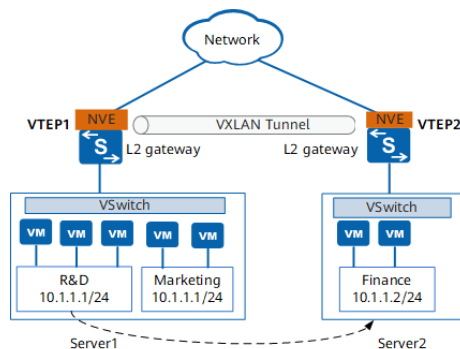 Network
VTEP1
NVE
VXLAN Tunnel
NVE
VTEP2
S
L2 gateway
L2 gateway
S
VSwitch
VSwitch
VM
VM
VM
VM
VM
VM
VM
R&D
10.1.1.1/24
Marketing
10.1.1.1/24
Finance
10.1.1.2/24
Server1
Server2